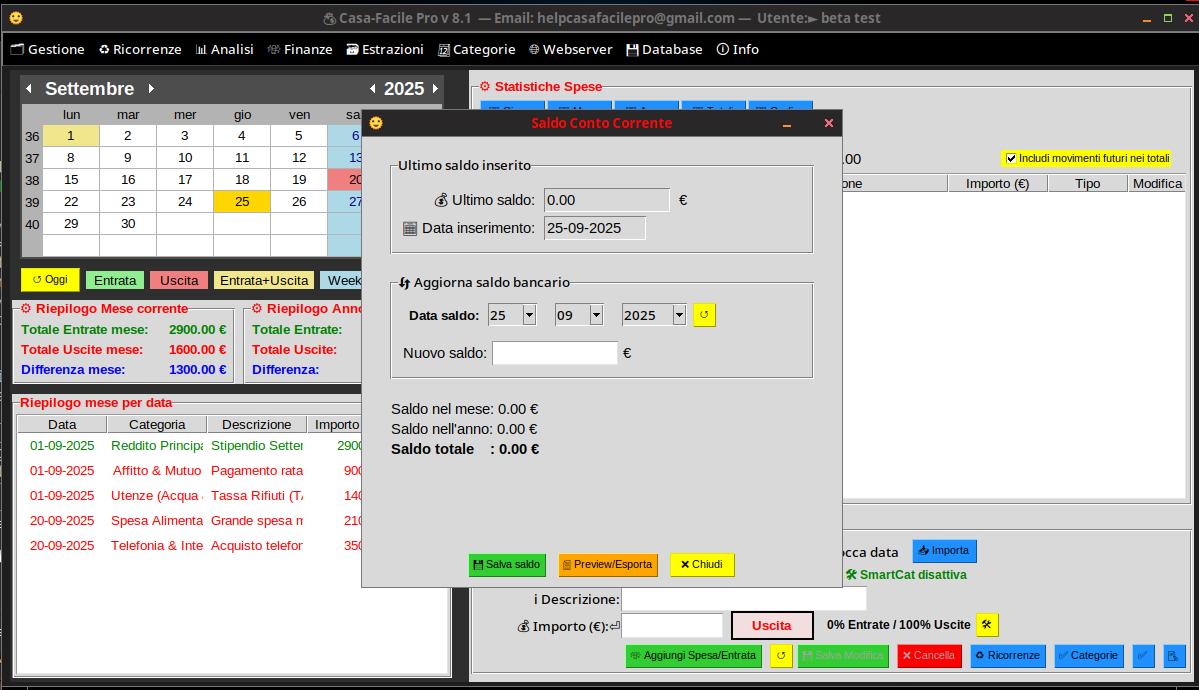 Casa-Facile Pro v 8.1 — Email: helpcasafacilepro@gmail.com — Utente:► beta test
Gestione Ricorrenze Analisi Finanze Estrazioni Categorie Webserver Database Info
Settembre 2025
lun mar mer gio ven
36 1 2 3 4 5 6
37 8 9 10 11 12 13
38 15 16 17 18 19 20
39 22 23 24 25 26 27
40 29 30
Oggi Entrata Uscita Entrata+Uscita
Riepilogo Mese corrente
Totale Entrate mese: 2900.00 €
Totale Uscite mese: 1600.00 €
Differenza mese: 1300.00 €
Totale Entrate:
Totale Uscite:
Differenza:
Riepilogo mese per data
Data Categoria Descrizione Importo
01-09-2025 Reddito Principa Stipendio Setter
01-09-2025 Affitto & Mutuo Pagamento rata
01-09-2025 Utenze (Acqua Tassa Rifiuti (T
20-09-2025 Spesa Alimenta Grande spesa m
20-09-2025 Telefonia & Inte Acquisto telefor
Saldo Conto Corrente
Ultimo saldo inserito
Ultimo saldo: 0.00 €
Data inserimento: 25-09-2025
Aggiorna saldo bancario
Data saldo: 25 09 2025
Nuovo saldo: €
Saldo nel mese: 0.00 €
Saldo nell'anno: 0.00 €
Saldo totale : 0.00 €
Salva saldo Preview/Esporta Chiudi
Statistiche Spese
.00 Includi movimenti futuri nei totali
one Importo (€) Tipo Modifica
occa data Importa
SmartCat disattiva
i Descrizione:
Importo (€):⏎ Uscita 0% Entrate / 100% Uscite
Aggiungi Spesa/Entrata Salva Modifica Cancella Ricorrenze Categorie